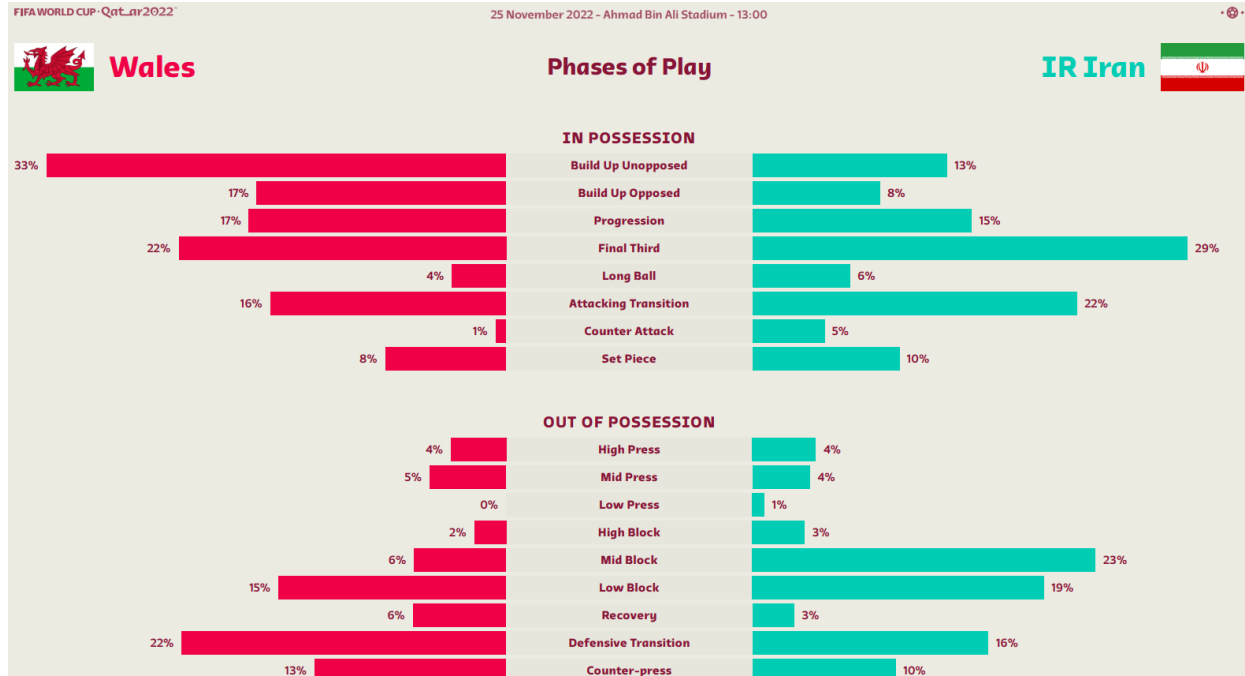 FIFA WORLD CUP · Qatar2022
25 November 2022 - Ahmad Bin Ali Stadium - 13:00
Wales
Phases of Play
IR Iran
IN POSSESSION
33% Build Up Unopposed 13%
17% Build Up Opposed 8%
17% Progression 15%
22% Final Third 29%
4% Long Ball 6%
16% Attacking Transition 22%
1% Counter Attack 5%
8% Set Piece 10%
OUT OF POSSESSION
4% High Press 4%
5% Mid Press 4%
0% Low Press 1%
2% High Block 3%
6% Mid Block 23%
15% Low Block 19%
6% Recovery 3%
22% Defensive Transition 16%
13% Counter-press 10%